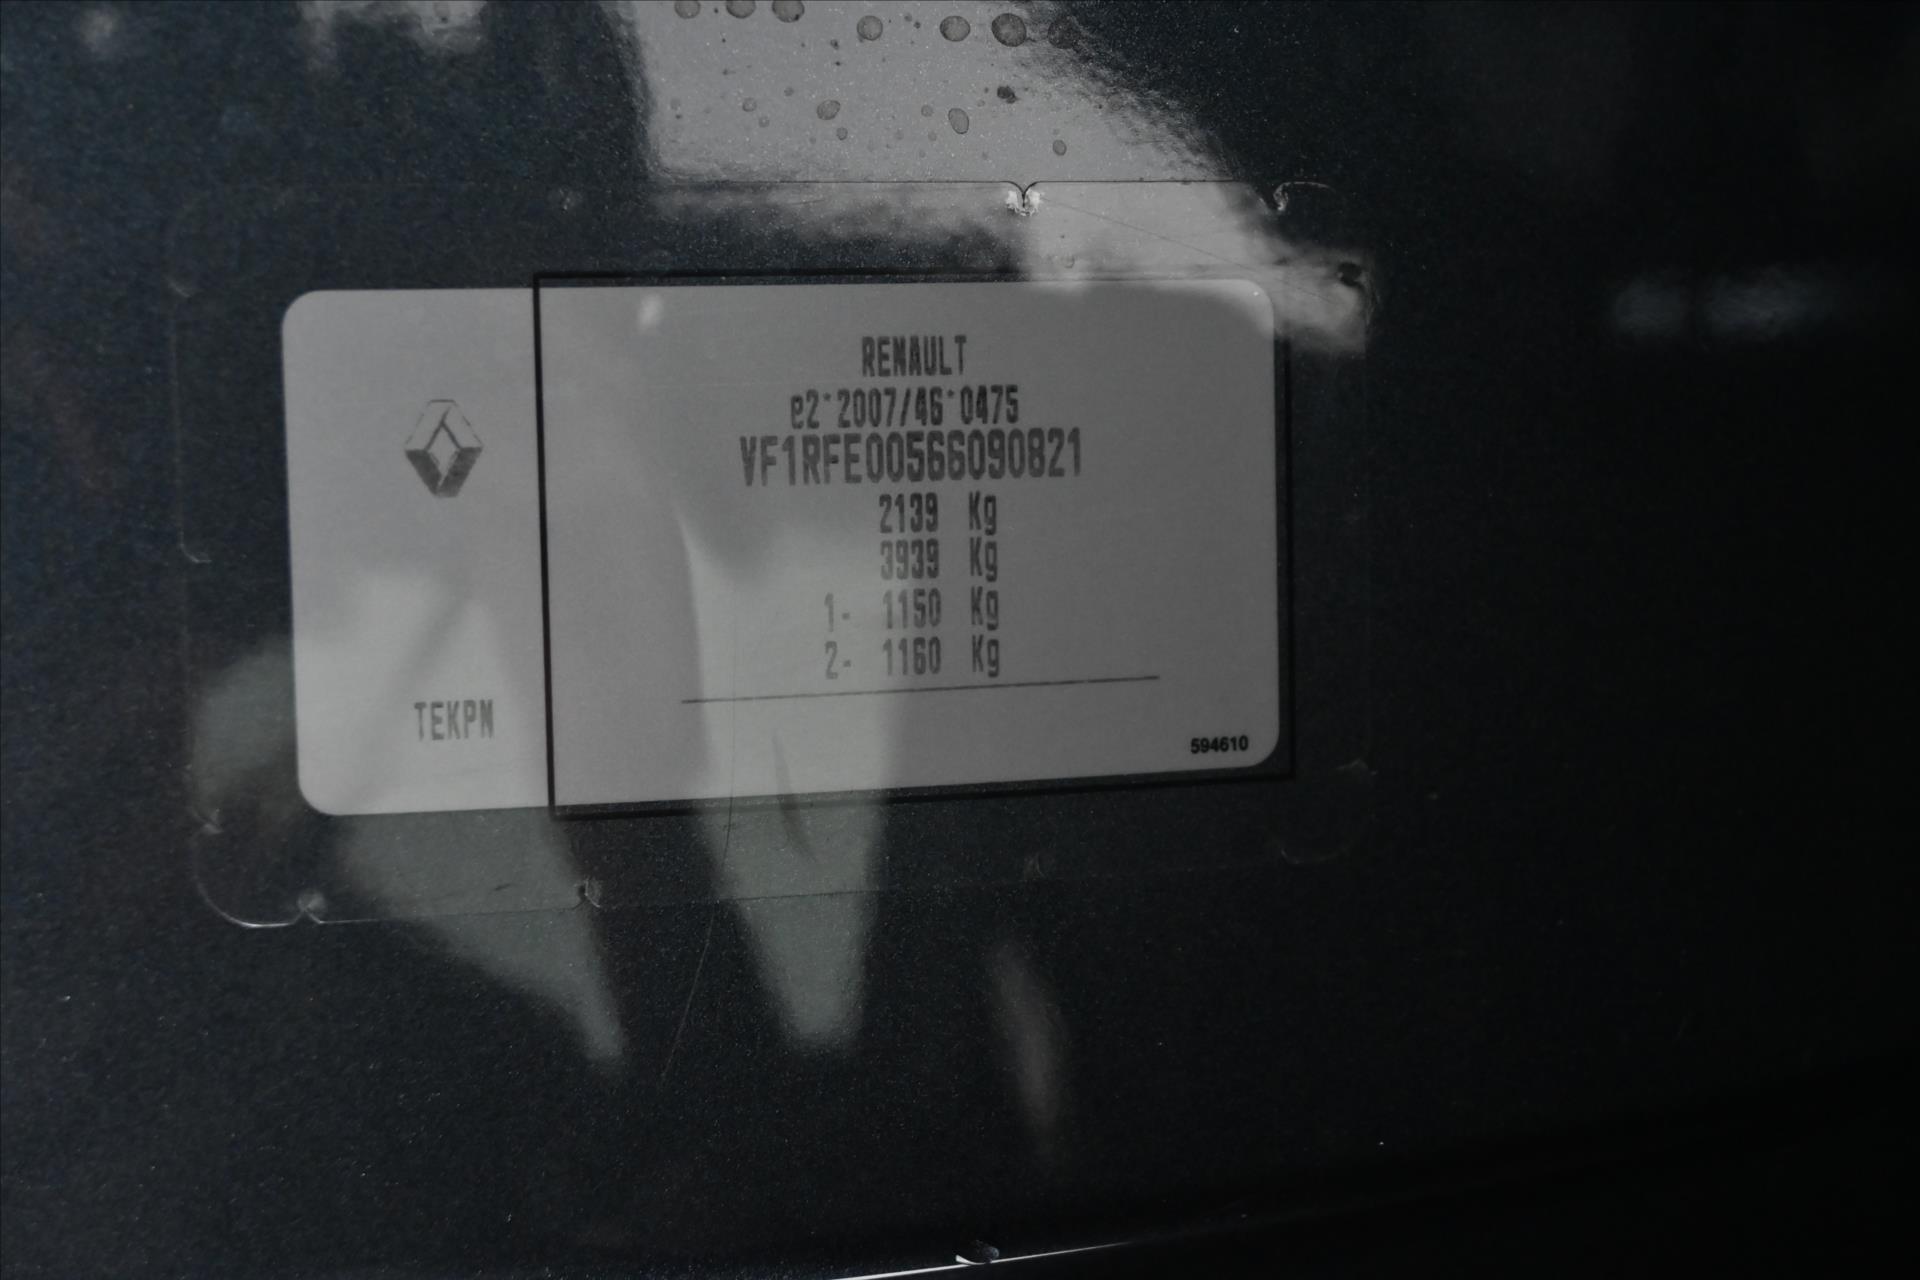 RENAULT
e2*2007/46*0475
VF1RFE00566090821
2139 Kg
3939 Kg
1- 1150 Kg
2- 1160 Kg
TEKPN
594610